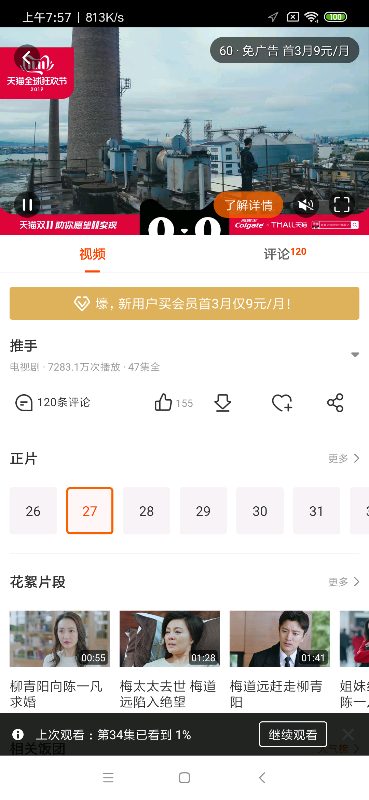 上午7:57 | 813K/s
100
60 · 免广告 首3月9元/月
天猫全球狂欢节
2019
了解详情
天猫双11 助你愿望11实现
Colgate × TMALL天猫
视频
评论120
壕，新用户买会员首月仅9元/月！
推手
电视剧 · 7283.1万次播放 · 47集全
120条评论
155
正片
更多
26
27
28
29
30
31
花絮片段
更多
00:55
01:28
01:41
柳青阳向陈一凡求婚
梅太太去世 梅道远陷入绝望
梅道远赶走柳青阳
姐妹
陈一
上次观看：第34集已看到 1%
继续观看
相关饭团